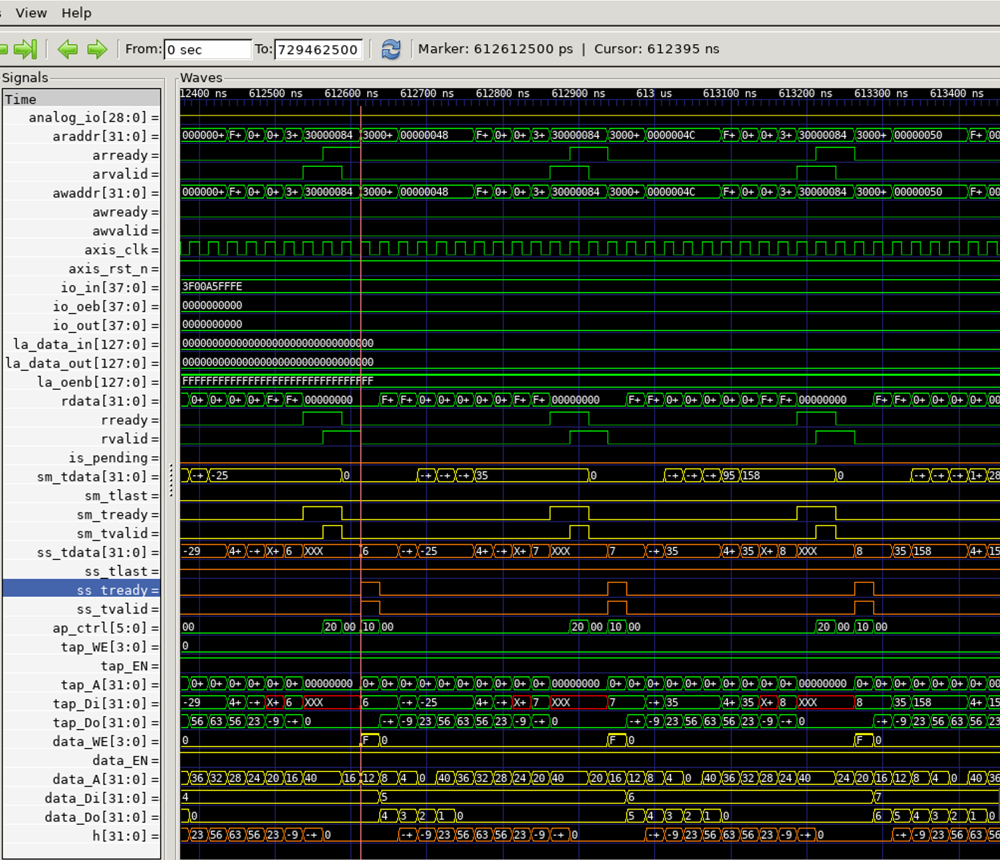 s View Help
From: 0 sec To: 729462500 Marker: 612612500 ps | Cursor: 612395 ns
Signals Waves
Time 12400 ns 612500 ns 612600 ns 612700 ns 612800 ns 612900 ns 613 us 613100 ns 613200 ns 613300 ns 613400 ns
analog_io[28:0] =
araddr[31:0] = 000000+ F+ 0+ 0+ 3+ 30000084 3000+ 00000048 F+ 0+ 0+ 3+ 30000084 3000+ 0000004C F+ 0+ 0+ 3+ 30000084 3000+ 00000050 F+ 00
arready =
arvalid =
awaddr[31:0] = 000000+ F+ 0+ 0+ 3+ 30000084 3000+ 00000048 F+ 0+ 0+ 3+ 30000084 3000+ 0000004C F+ 0+ 0+ 3+ 30000084 3000+ 00000050 F+ 00
awready =
awvalid =
axis_clk =
axis_rst_n =
io_in[37:0] = 3F00A5FFFE
io_oeb[37:0] = 0000000000
io_out[37:0] = 0000000000
la_data_in[127:0] = 00000000000000000000000000000000
la_data_out[127:0] = 00000000000000000000000000000000
la_oenb[127:0] = FFFFFFFFFFFFFFFFFFFFFFFFFFFFFFFF
rdata[31:0] = 0+ 0+ 0+ 0+ F+ F+ 00000000 F+ F+ 0+ 0+ 0+ 0+ 0+ F+ F+ 00000000 F+ F+ 0+ 0+ 0+ 0+ 0+ F+ F+ 00000000 F+ F+ 0+ 0+ 0+ 0+ 00
rready =
rvalid =
is_pending =
sm_tdata[31:0] = -+ -25 0 -+ -+ -+ 35 0 -+ -+ -+ 95 158 0 -+ -+ -+ 1+ 28
sm_tlast =
sm_tready =
sm_tvalid =
ss_tdata[31:0] = -29 4+ -+ X+ 6 XXX 6 -+ -25 4+ -+ X+ 7 XXX 7 -+ 35 4+ 35 X+ 8 XXX 8 35 158 4+ 15
ss_tlast =
ss_tready =
ss_tvalid =
ap_ctrl[5:0] = 00 20 00 10 00 20 00 10 00 20 00 10 00
tap_WE[3:0] = 0
tap_EN =
tap_A[31:0] = 0+ 0+ 0+ 0+ 0+ 0+ 00000000 0+ 0+ 0+ 0+ 0+ 0+ 0+ 0+ 0+ 0+ 00000000 0+ 0+ 0+ 0+ 0+ 0+ 0+ 0+ 0+ 0+ 00000000 0+ 0+ 0+ 0+ 0+ 0+ 00
tap_Di[31:0] = -29 4+ -+ X+ 6 XXX 6 -+ -25 4+ -+ X+ 7 XXX 7 -+ 35 4+ 35 X+ 8 XXX 8 35 158 4+ 15
tap_Do[31:0] = 56 63 56 23 -9 -+ 0 -+ -9 23 56 63 56 23 -9 -+ 0 -+ -9 23 56 63 56 23 -9 -+ 0 -+ -9 23 56 63 56 23
data_WE[3:0] = 0 F 0 F 0 F 0
data_EN =
data_A[31:0] = 36 32 28 24 20 16 40 16 12 8 4 0 40 36 32 28 24 20 40 20 16 12 8 4 0 40 36 32 28 24 40 24 20 16 12 8 4 0 40 36
data_Di[31:0] = 4 5 6 7
data_Do[31:0] = 0 4 3 2 1 0 5 4 3 2 1 0 6 5 4 3 2 1 0
h[31:0] = 23 56 63 56 23 -9 -+ 0 -+ -9 23 56 63 56 23 -9 -+ 0 -+ -9 23 56 63 56 23 -9 -+ 0 -+ -9 23 56 63 56